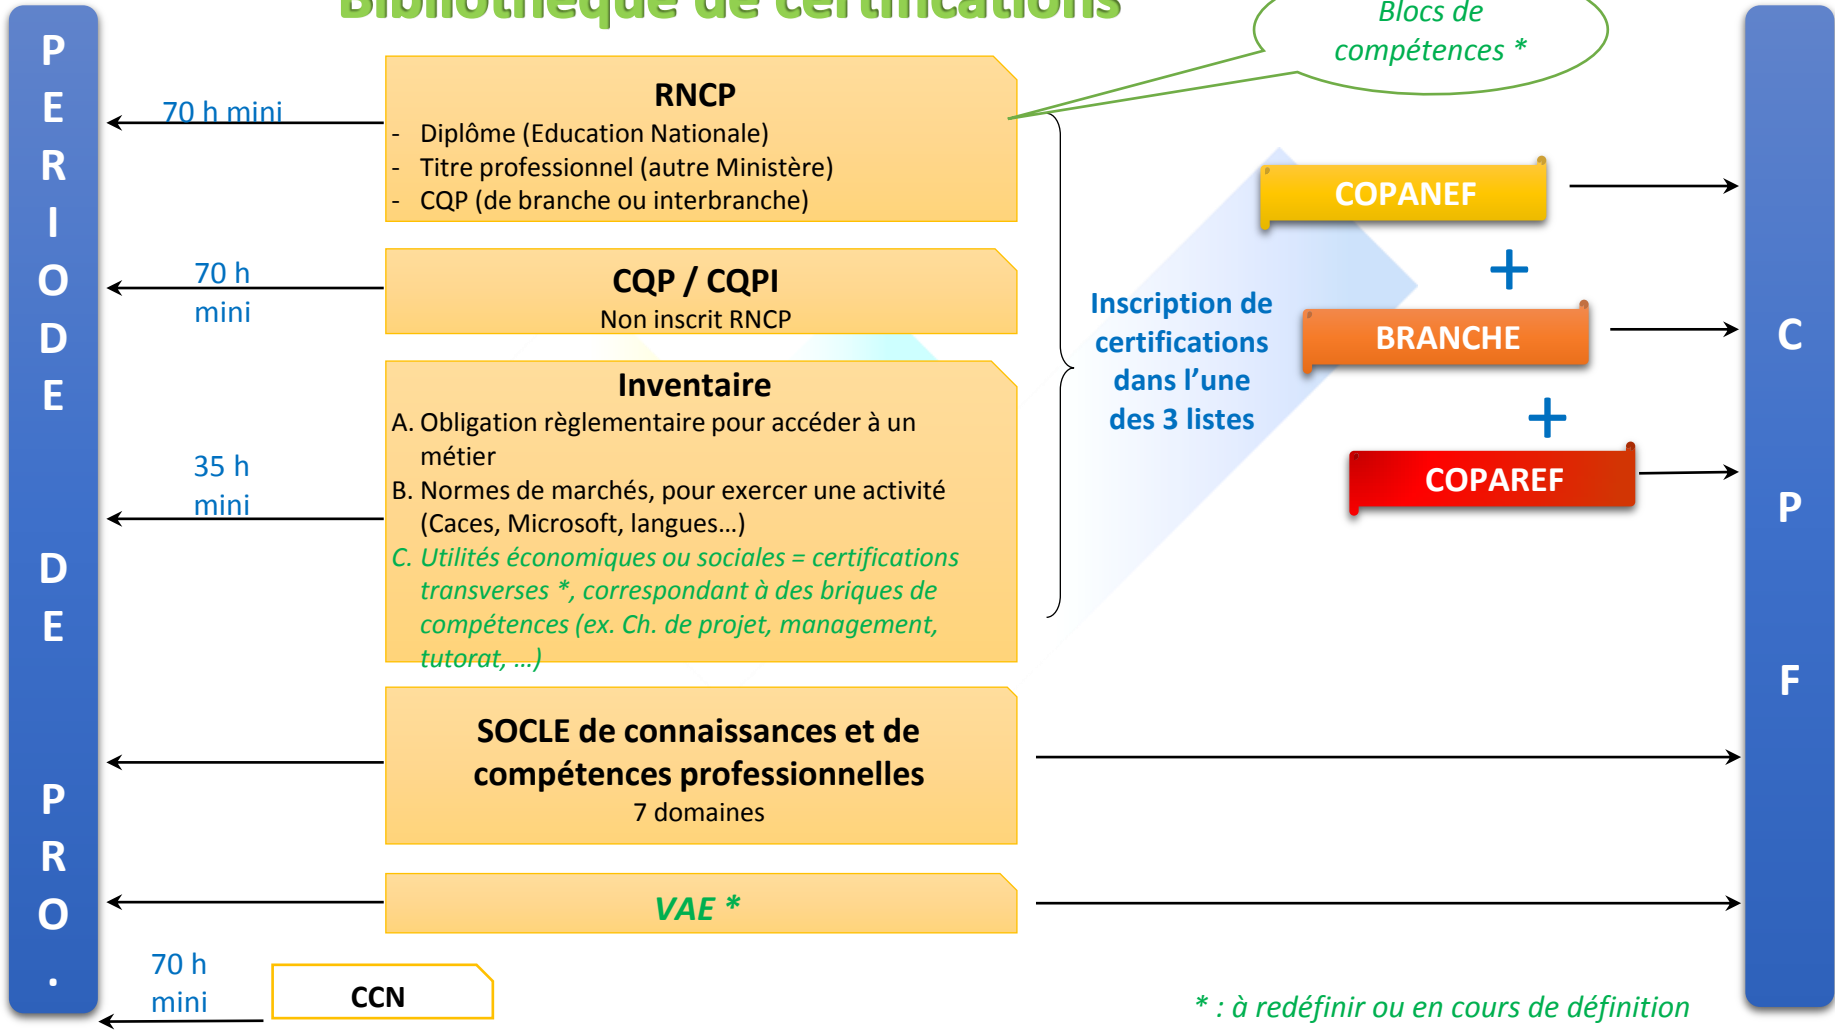 Bibliothèque de certifications
Blocs de
compétences *
PERIODE DE PRO.
70 h mini
RNCP
- Diplôme (Education Nationale)
- Titre professionnel (autre Ministère)
- CQP (de branche ou interbranche)
70 h
mini
CQP / CQPI
Non inscrit RNCP
35 h
mini
Inventaire
A. Obligation règlementaire pour accéder à un
métier
B. Normes de marchés, pour exercer une activité
(Caces, Microsoft, langues…)
C. Utilités économiques ou sociales = certifications
transverses *, correspondant à des briques de
compétences (ex. Ch. de projet, management,
tutorat, …)
Inscription de
certifications
dans l’une
des 3 listes
COPANEF
+
BRANCHE
+
COPAREF
CPF
SOCLE de connaissances et de
compétences professionnelles
7 domaines
VAE *
70 h
mini
CCN
* : à redéfinir ou en cours de définition